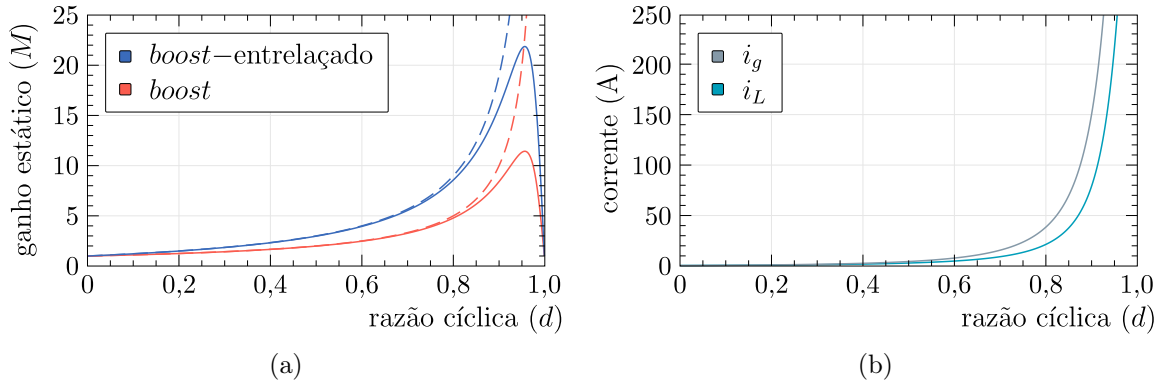 ganho estático (M)
25
20
15
10
5
0
boost−entrelaçado
boost
0 0,2 0,4 0,6 0,8 1,0
razão cíclica (d)
(a)
corrente (A)
250
200
150
100
50
0
i_g
i_L
0 0,2 0,4 0,6 0,8 1,0
razão cíclica (d)
(b)